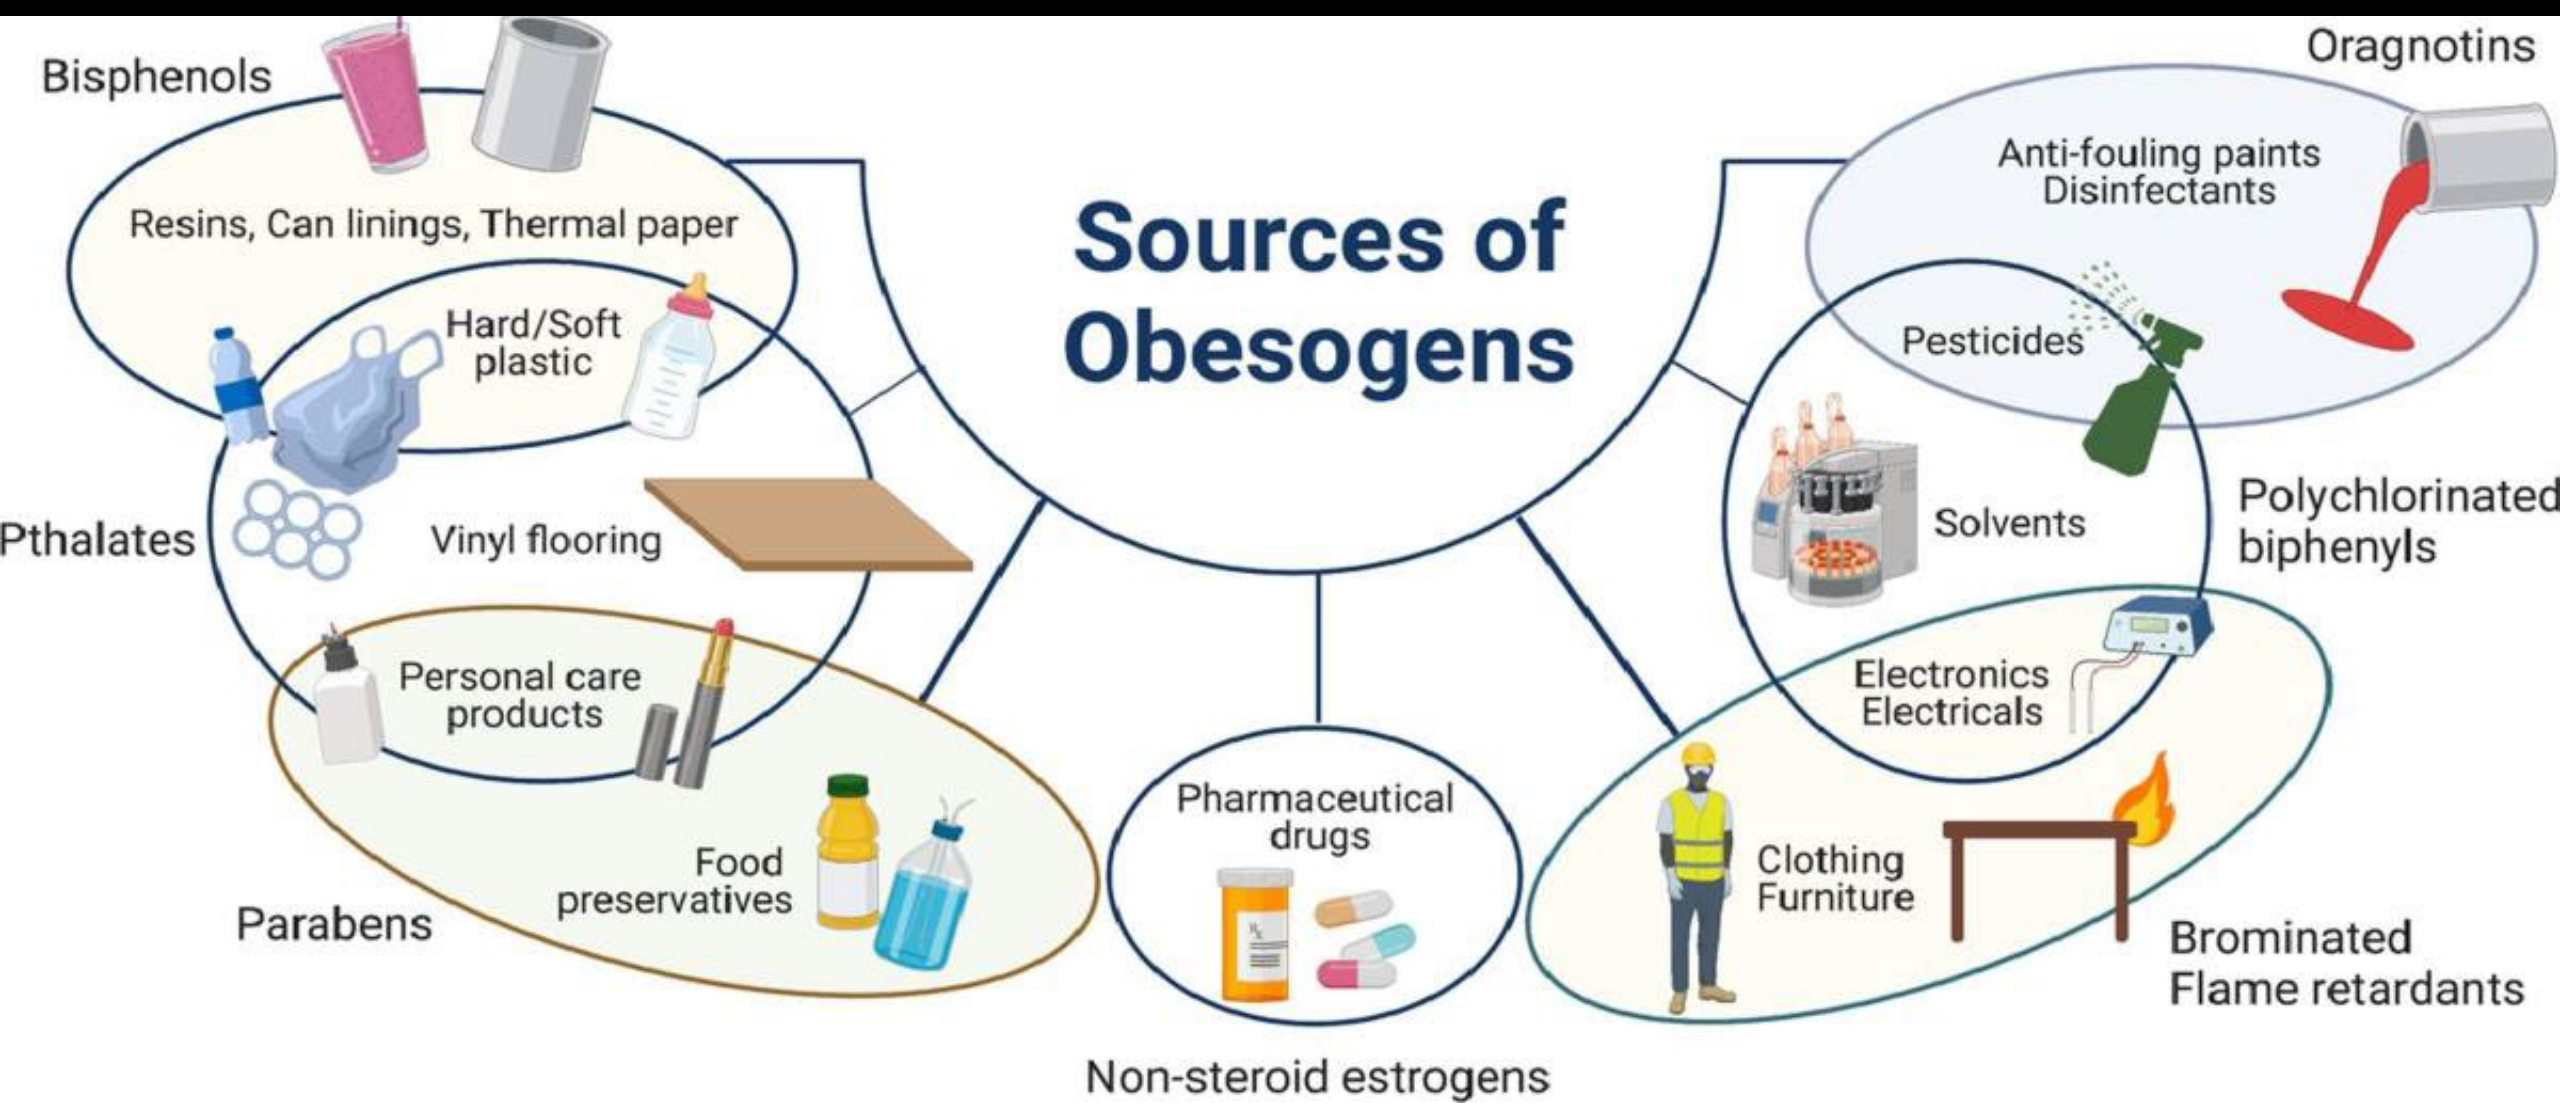 Bisphenols
Resins, Can linings, Thermal paper
Hard/Soft
plastic
Pthalates
Vinyl flooring
Personal care
products
Food
preservatives
Parabens
Sources of
Obesogens
Pharmaceutical
drugs
Non-steroid estrogens
Oragnotins
Anti-fouling paints
Disinfectants
Pesticides
Solvents
Polychlorinated
biphenyls
Electronics
Electricals
Clothing
Furniture
Brominated
Flame retardants
Rx